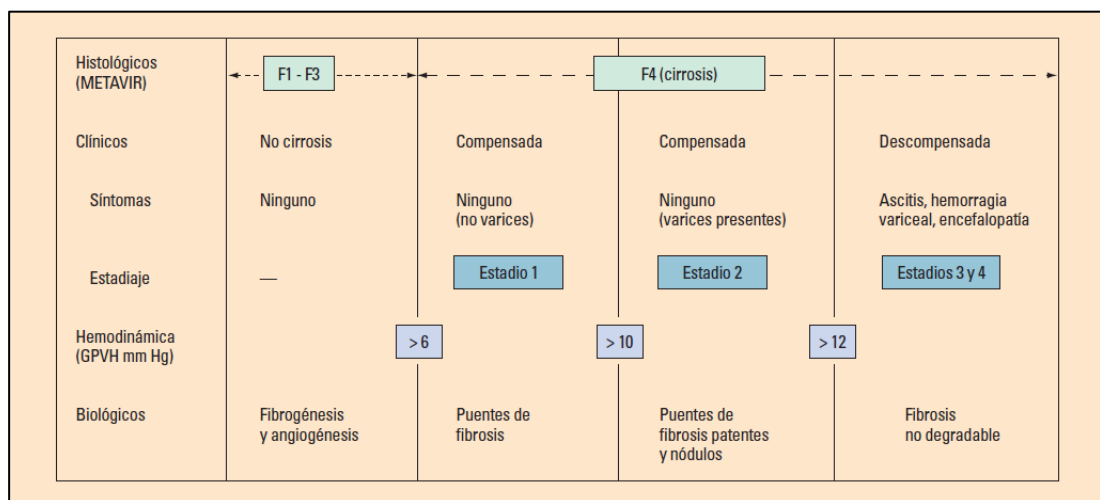 Histológicos
(METAVIR)
F1 - F3
F4 (cirrosis)
Clínicos
No cirrosis
Compensada
Compensada
Descompensada
Síntomas
Ninguno
Ninguno
(no varices)
Ninguno
(varices presentes)
Ascitis, hemorragia
variceal, encefalopatía
Estadiaje
—
Estadio 1
Estadio 2
Estadios 3 y 4
Hemodinámica
(GPVH mm Hg)
> 6
> 10
> 12
Biológicos
Fibrogénesis
y angiogénesis
Puentes de
fibrosis
Puentes de
fibrosis patentes
y nódulos
Fibrosis
no degradable